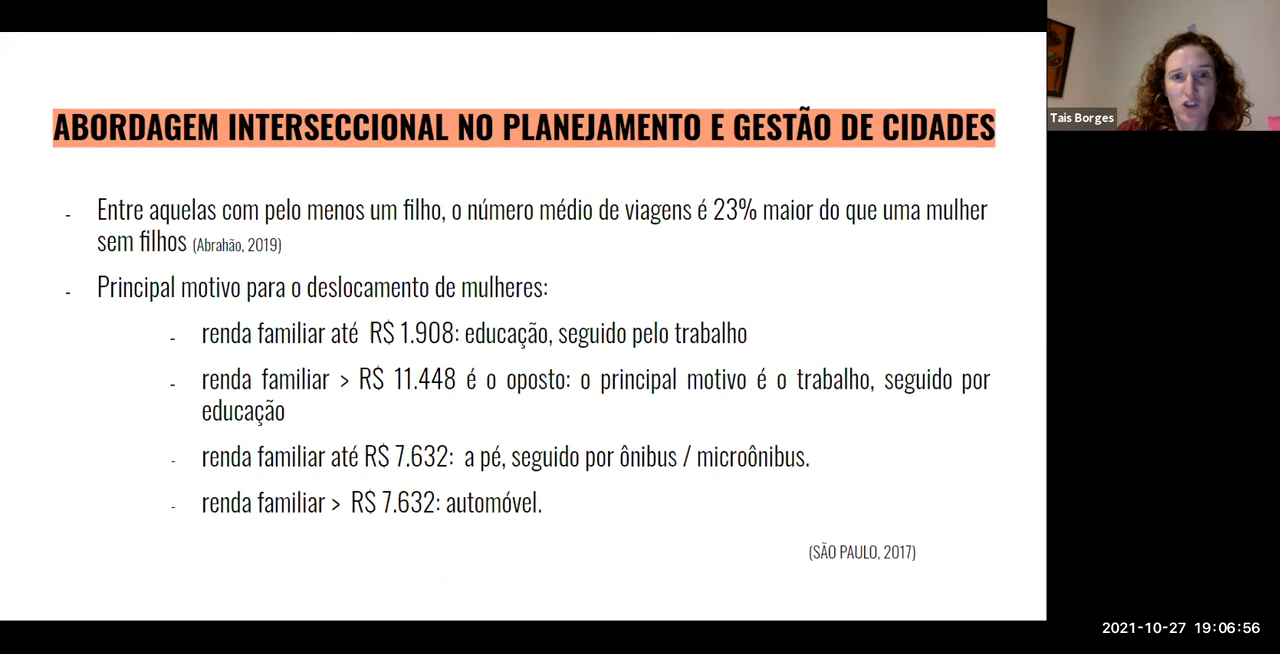 ABORDAGEM INTERSECCIONAL NO PLANEJAMENTO E GESTÃO DE CIDADES
- Entre aquelas com pelo menos um filho, o número médio de viagens é 23% maior do que uma mulher
sem filhos (Abrahão, 2019)
- Principal motivo para o deslocamento de mulheres:
- renda familiar até R$ 1.908: educação, seguido pelo trabalho
- renda familiar > R$ 11.448 é o oposto: o principal motivo é o trabalho, seguido por
educação
- renda familiar até R$ 7.632: a pé, seguido por ônibus / microônibus.
- renda familiar > R$ 7.632: automóvel.
(SÃO PAULO, 2017)
Tais Borges
2021-10-27 19:06:56